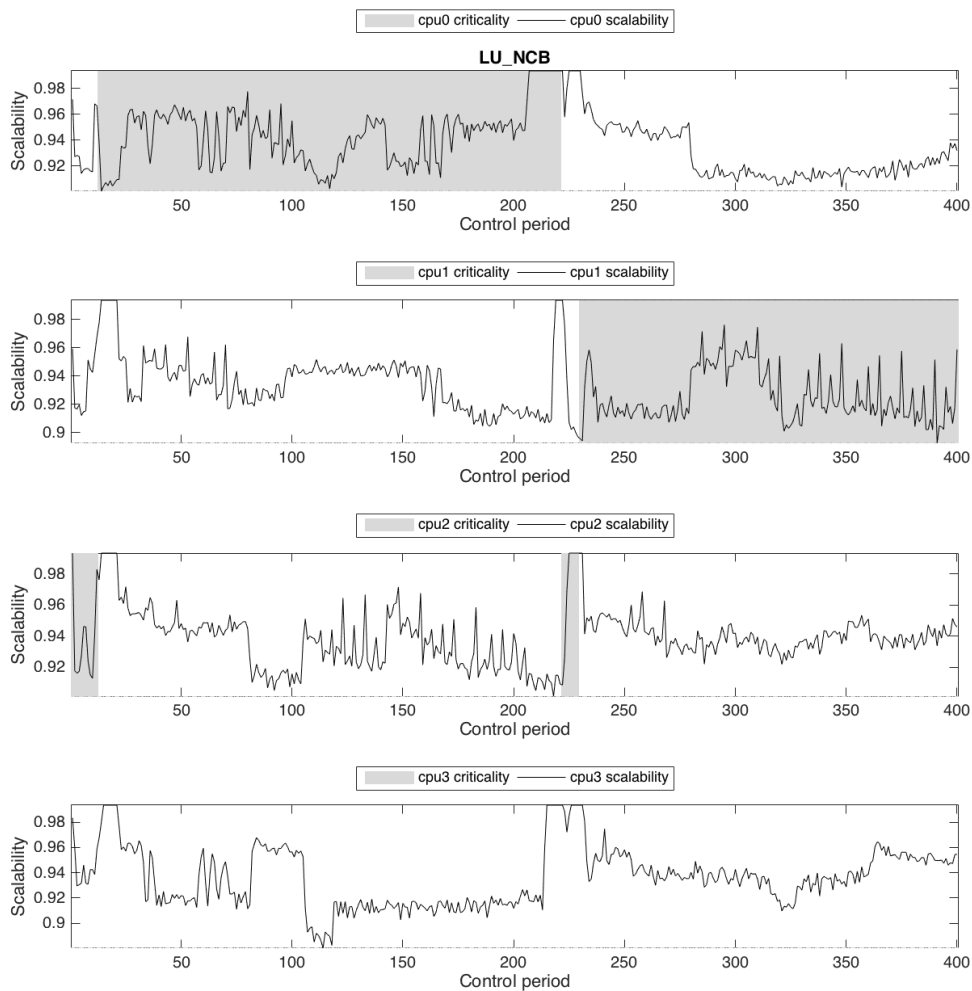 cpu0 criticality cpu0 scalability
LU_NCB
Scalability
0.98
0.96
0.94
0.92
50 100 150 200 250 300 350 400
Control period
cpu1 criticality cpu1 scalability
Scalability
0.98
0.96
0.94
0.92
0.9
50 100 150 200 250 300 350 400
Control period
cpu2 criticality cpu2 scalability
Scalability
0.98
0.96
0.94
0.92
50 100 150 200 250 300 350 400
Control period
cpu3 criticality cpu3 scalability
Scalability
0.98
0.96
0.94
0.92
0.9
50 100 150 200 250 300 350 400
Control period